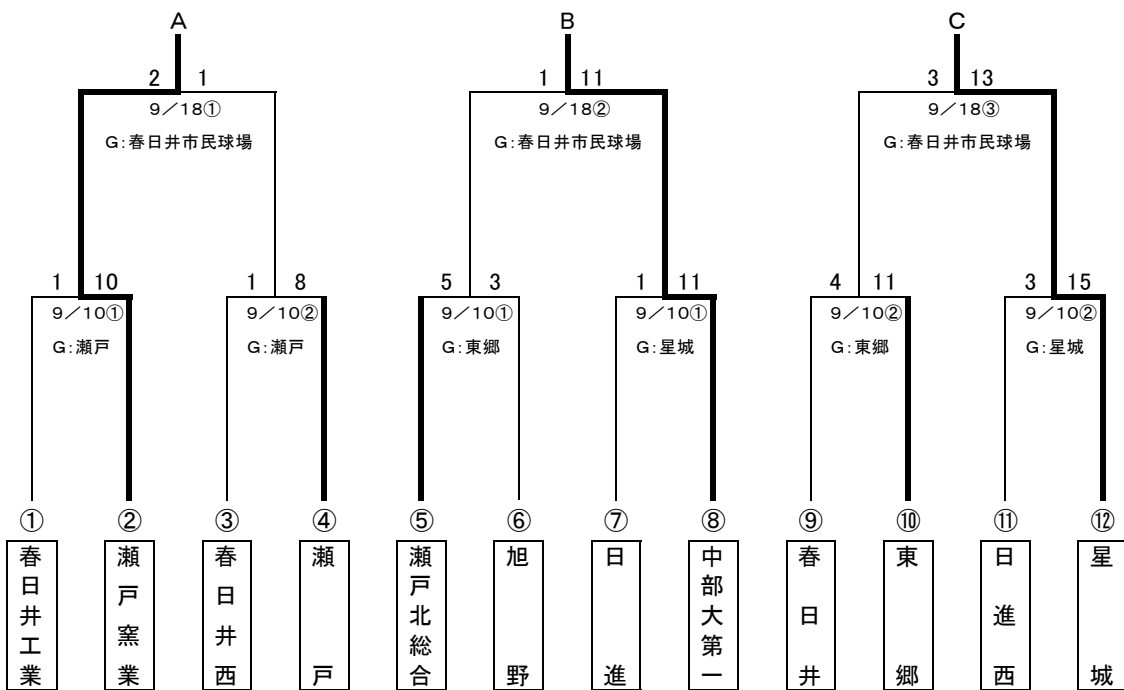 A B C
2 1 1 11 3 13
9/18① 9/18② 9/18③
G:春日井市民球場 G:春日井市民球場 G:春日井市民球場
1 10 1 8 5 3 1 11 4 11 3 15
9/10① 9/10② 9/10① 9/10① 9/10② 9/10②
G:瀬戸 G:瀬戸 G:東郷 G:星城 G:東郷 G:星城
① ② ③ ④ ⑤ ⑥ ⑦ ⑧ ⑨ ⑩ ⑪ ⑫
春日井工業
瀬戸窯業
春日井西
瀬戸
瀬戸北総合
旭野
日進
中部大第一
春日井
東郷
日進西
星城